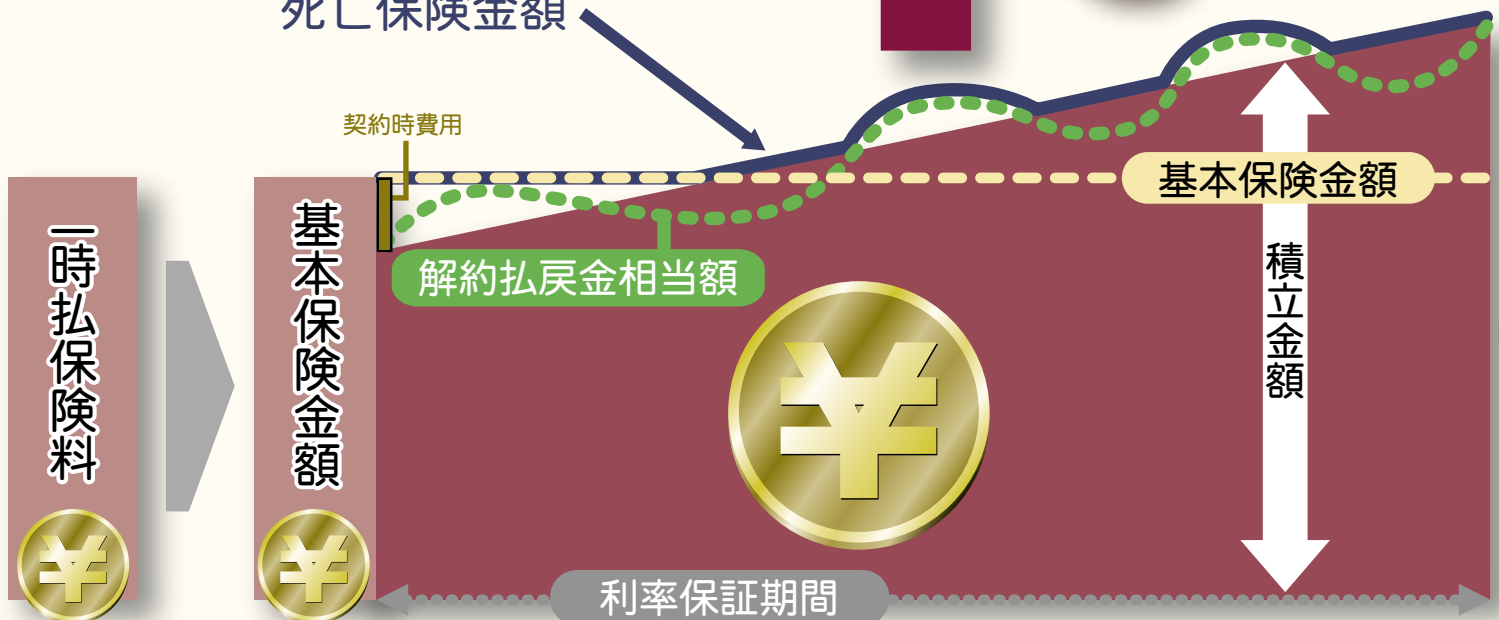 死亡保険金額
契約時費用
基本保険金額
一時払保険料
基本保険金額
解約払戻金相当額
積立金額
利率保証期間